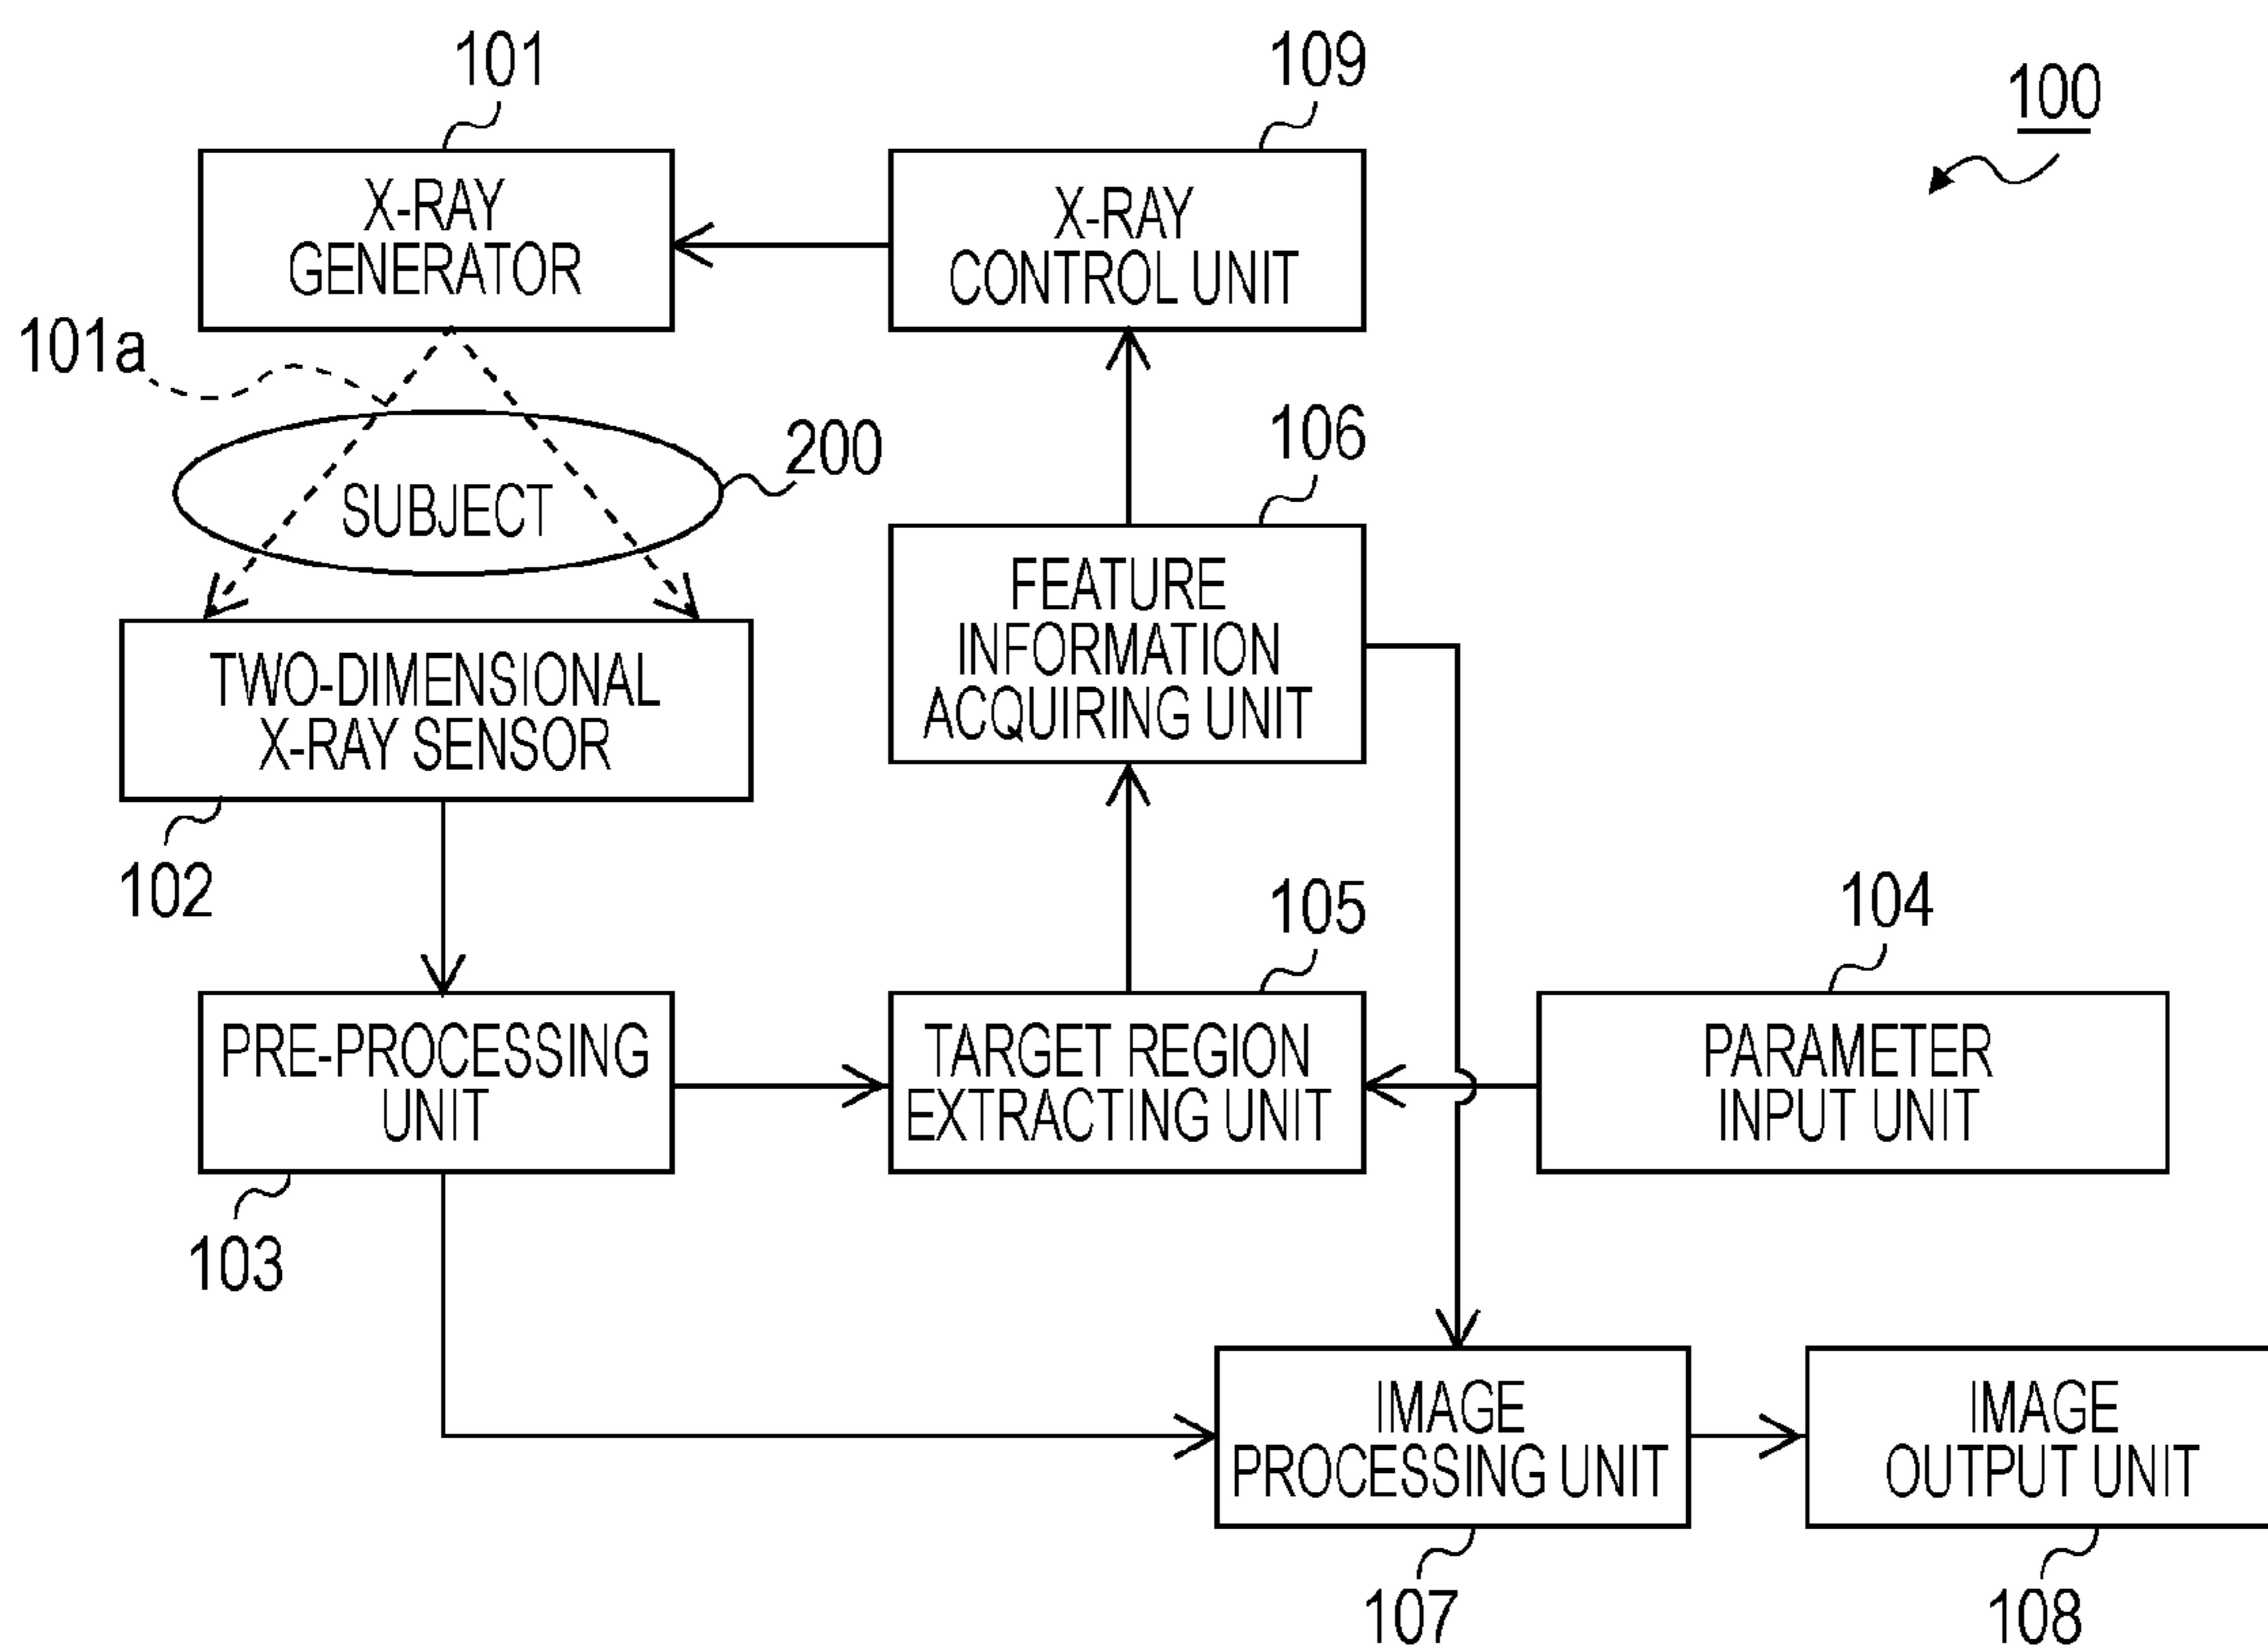 101
109
100
X-RAY
GENERATOR
X-RAY
CONTROL UNIT
101a
200
106
SUBJECT
FEATURE
INFORMATION
ACQUIRING UNIT
TWO-DIMENSIONAL
X-RAY SENSOR
102
105
104
PRE-PROCESSING
UNIT
TARGET REGION
EXTRACTING UNIT
PARAMETER
INPUT UNIT
103
IMAGE
PROCESSING UNIT
IMAGE
OUTPUT UNIT
107
108